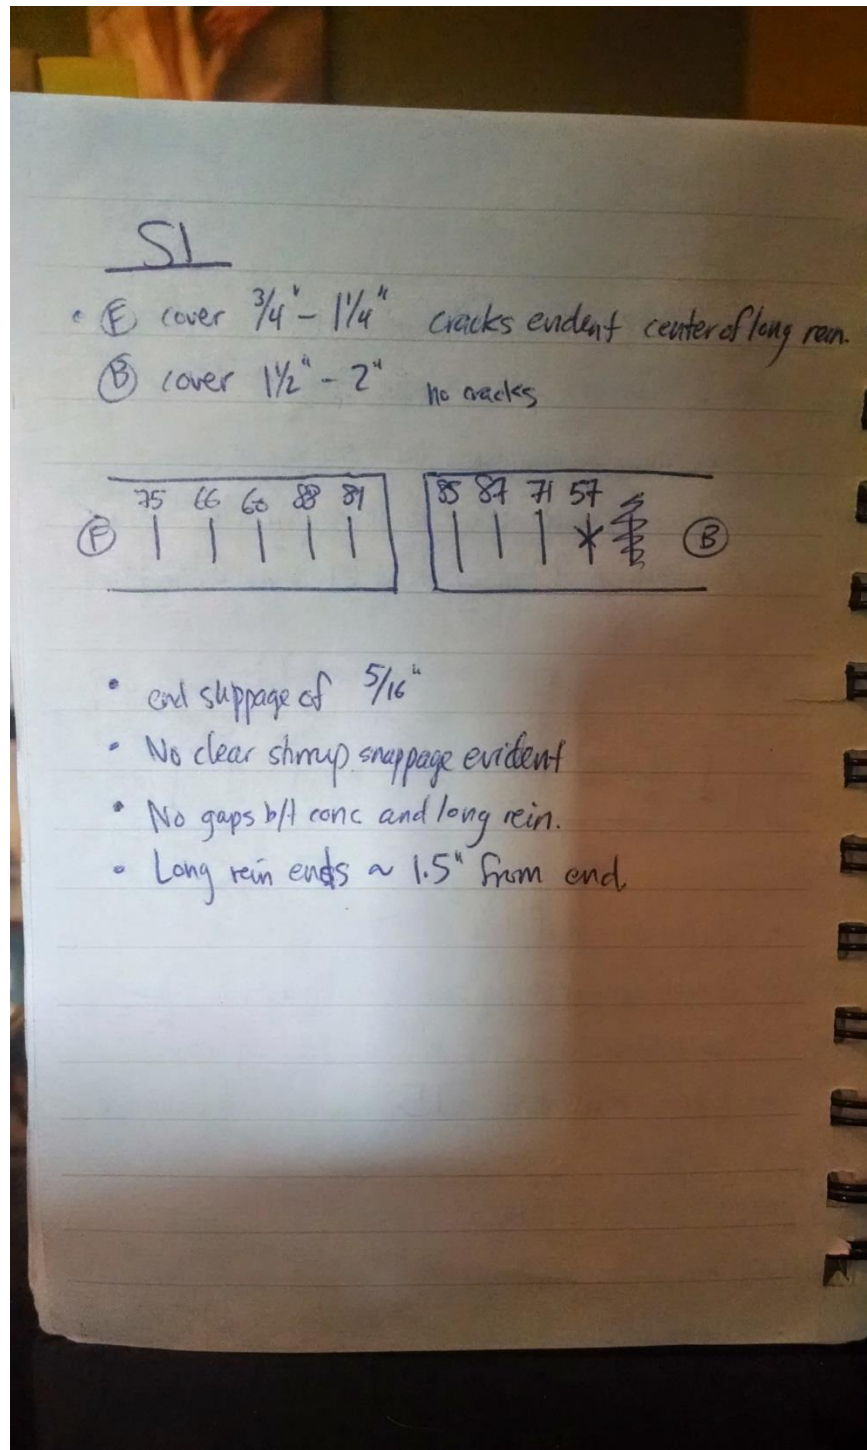 S1
• Ⓕ cover 3/4" - 1 1/4" cracks evident center of long rein.
Ⓑ cover 1 1/2" - 2" no cracks
75 66 60 88 81 85 87 71 57
Ⓕ Ⓑ
• end slippage of 5/16"
• No clear stirrup snappage evident
• No gaps b/t conc and long rein.
• Long rein ends ~ 1.5" from end.